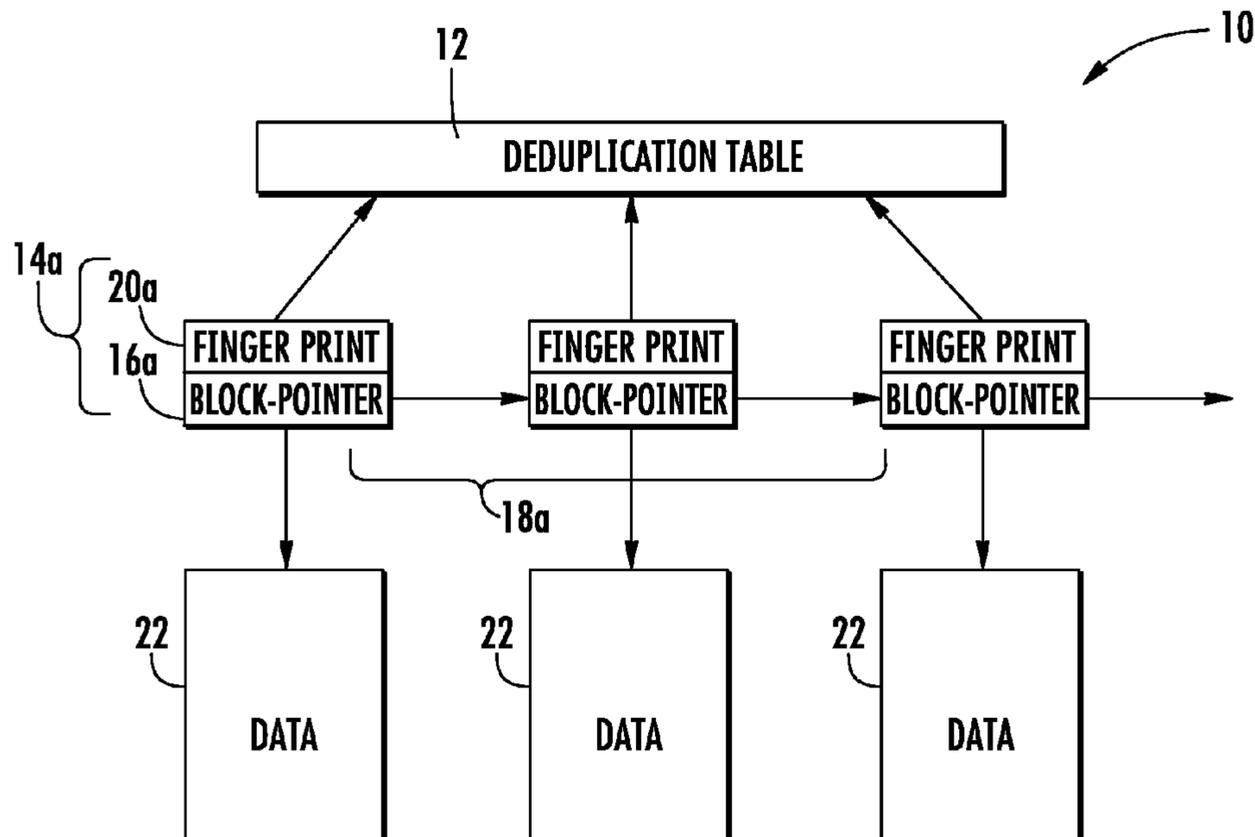 10
12
DEDUPLICATION TABLE
14a
20a
FINGER PRINT FINGER PRINT FINGER PRINT
16a
BLOCK-POINTER BLOCK-POINTER BLOCK-POINTER
18a
22 22 22
DATA DATA DATA